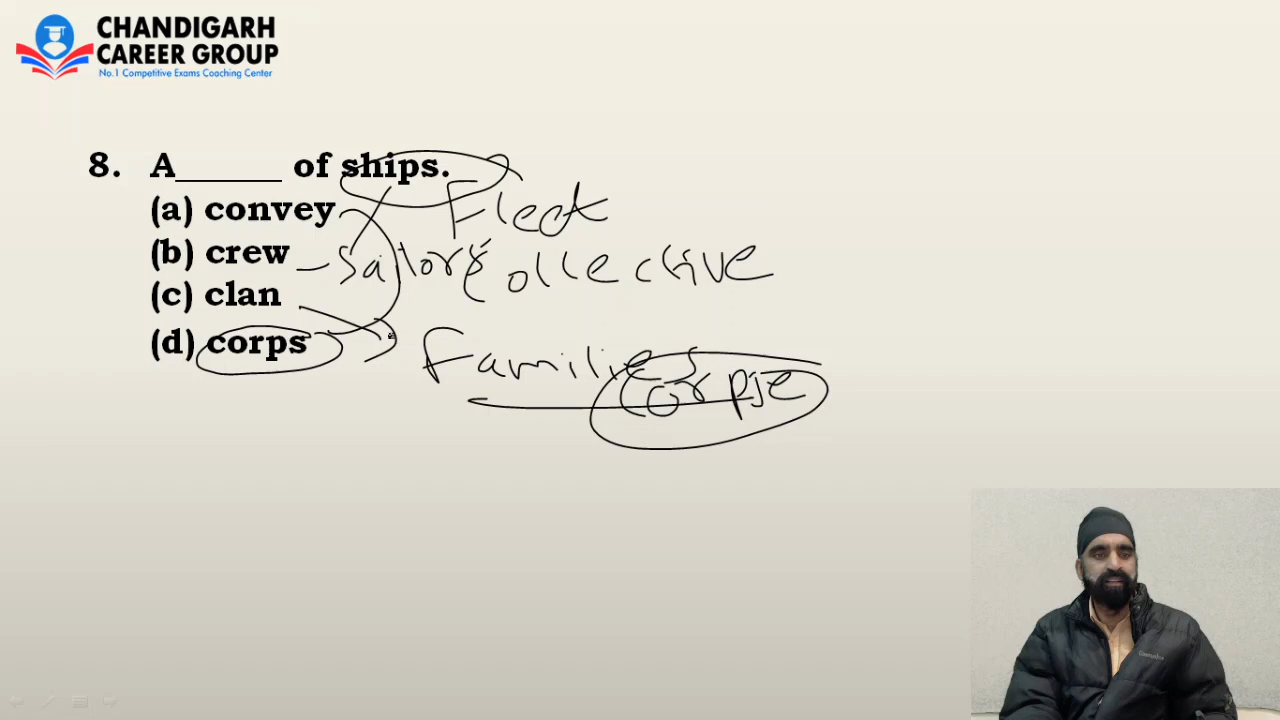 CHANDIGARH
CAREER GROUP
No.1 Competitive Exams Coaching Center
8. A______ of ships.
Fleet
(a) convey
(b) crew - Sailors
Collective
(c) clan
Families
(d) corps
Corpse